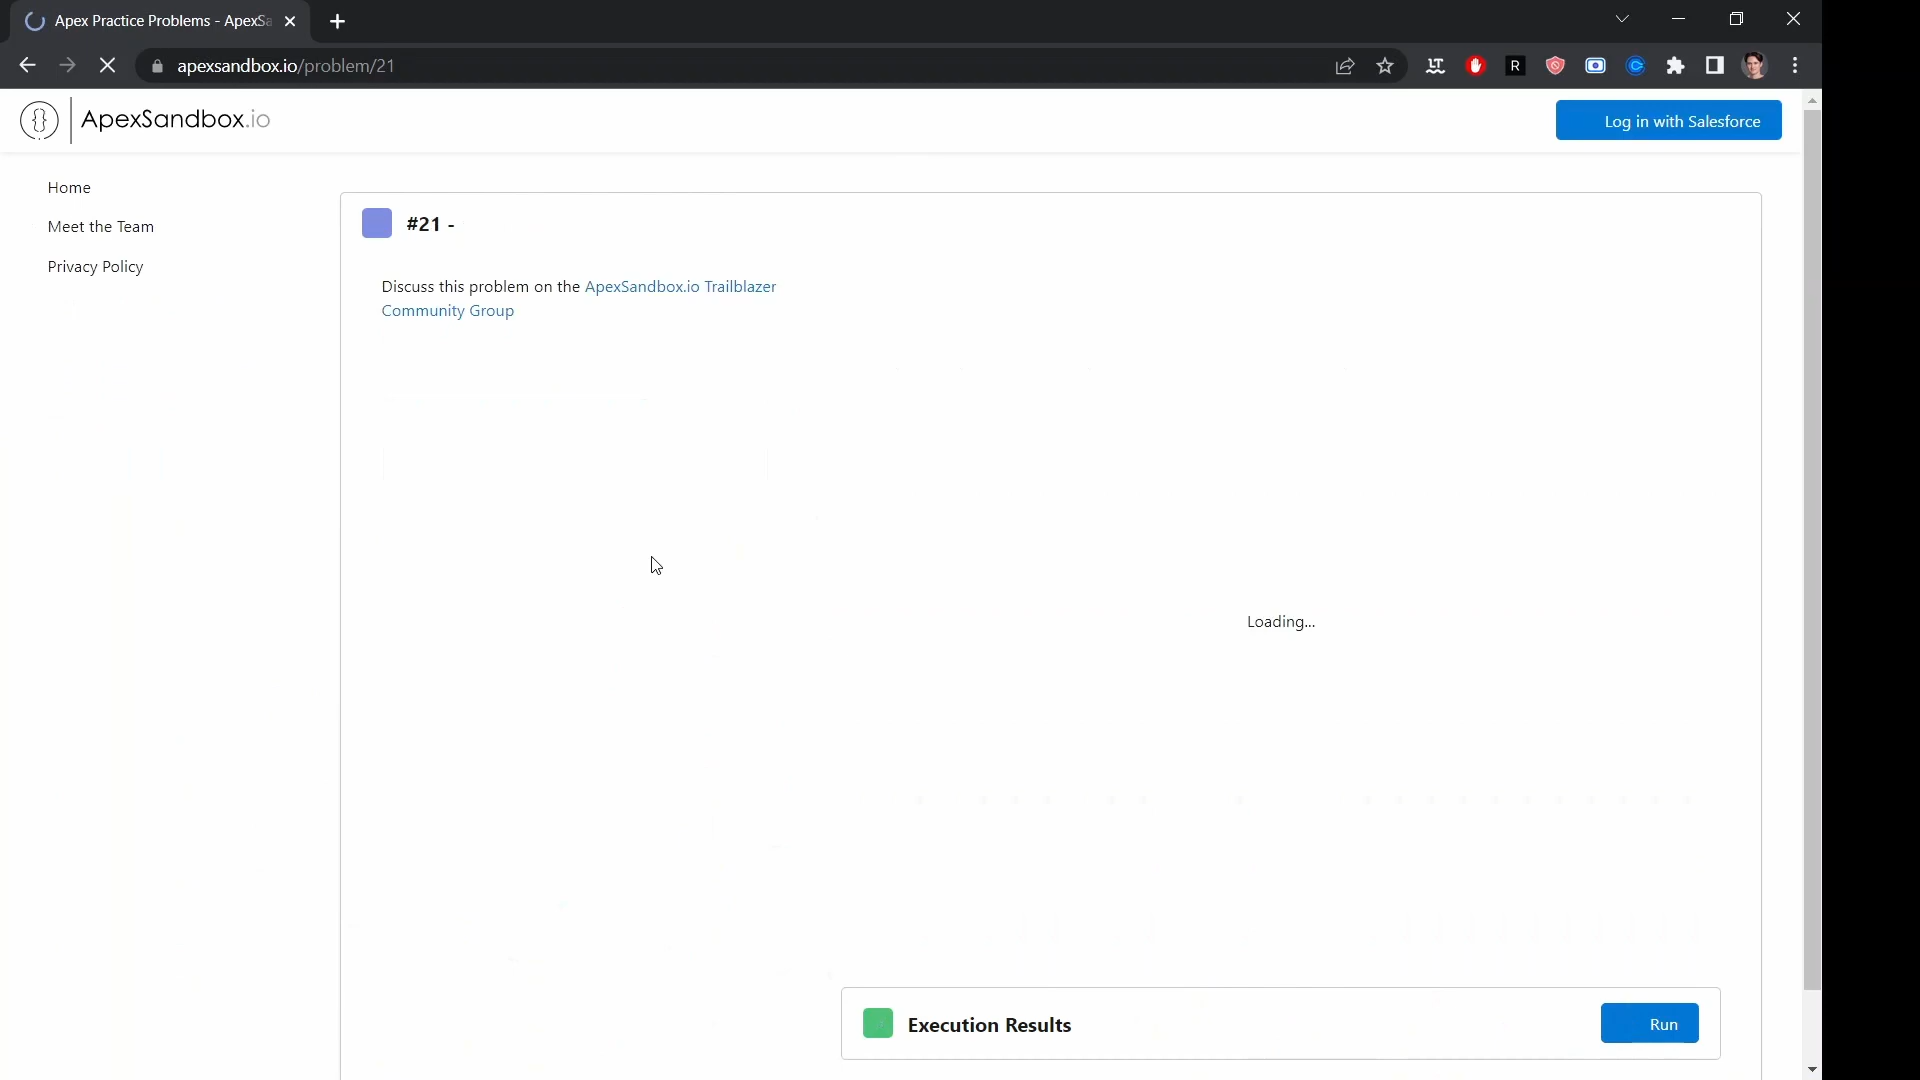 Apex Practice Problems - ApexSa
apexsandbox.io/problem/21
{} ApexSandbox.io
Log in with Salesforce
Home
Meet the Team
Privacy Policy
#21 -
Discuss this problem on the ApexSandbox.io Trailblazer
Community Group
Loading...
Execution Results
Run